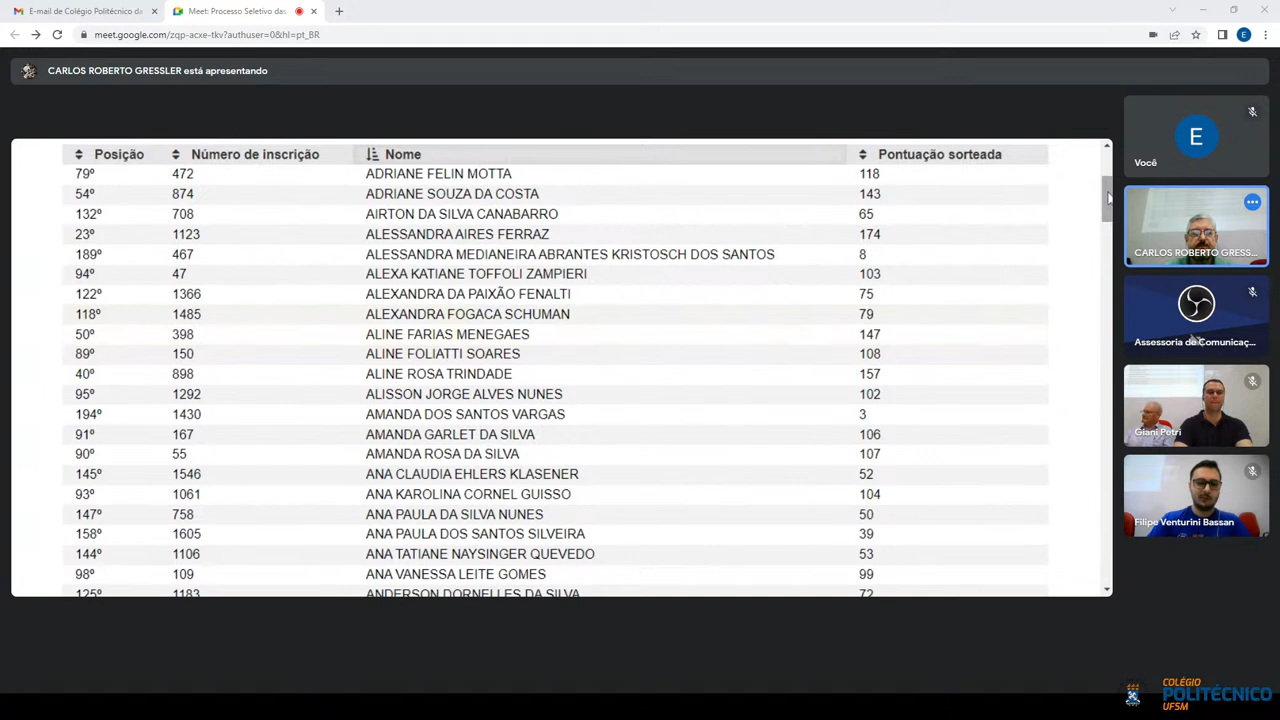 E-mail de Colégio Politécnico da
Meet: Processo Seletivo das
meet.google.com/zqp-acxe-tkv?authuser=0&hl=pt_BR
E
CARLOS ROBERTO GRESSLER está apresentando
Posição Número de inscrição Nome Pontuação sorteada
79º 472 ADRIANE FELIN MOTTA 118
54º 874 ADRIANE SOUZA DA COSTA 143
132º 708 AIRTON DA SILVA CANABARRO 65
23º 1123 ALESSANDRA AIRES FERRAZ 174
189º 467 ALESSANDRA MEDIANEIRA ABRANTES KRISTOSCH DOS SANTOS 8
94º 47 ALEXA KATIANE TOFFOLI ZAMPIERI 103
122º 1366 ALEXANDRA DA PAIXÃO FENALTI 75
118º 1485 ALEXANDRA FOGACA SCHUMAN 79
50º 398 ALINE FARIAS MENEGAES 147
89º 150 ALINE FOLIATTI SOARES 108
40º 898 ALINE ROSA TRINDADE 157
95º 1292 ALISSON JORGE ALVES NUNES 102
194º 1430 AMANDA DOS SANTOS VARGAS 3
91º 167 AMANDA GARLET DA SILVA 106
90º 55 AMANDA ROSA DA SILVA 107
145º 1546 ANA CLAUDIA EHLERS KLASENER 52
93º 1061 ANA KAROLINA CORNEL GUISSO 104
147º 758 ANA PAULA DA SILVA NUNES 50
158º 1605 ANA PAULA DOS SANTOS SILVEIRA 39
144º 1106 ANA TATIANE NAYSINGER QUEVEDO 53
98º 109 ANA VANESSA LEITE GOMES 99
125º 1183 ANDERSON DORNELLES DA SILVA 72
E
Você
CARLOS ROBERTO GRESS...
Assessoria de Comunicaç...
Giani Petri
Filipe Venturini Bassan
COLÉGIO
POLITÉCNICO
UFSM